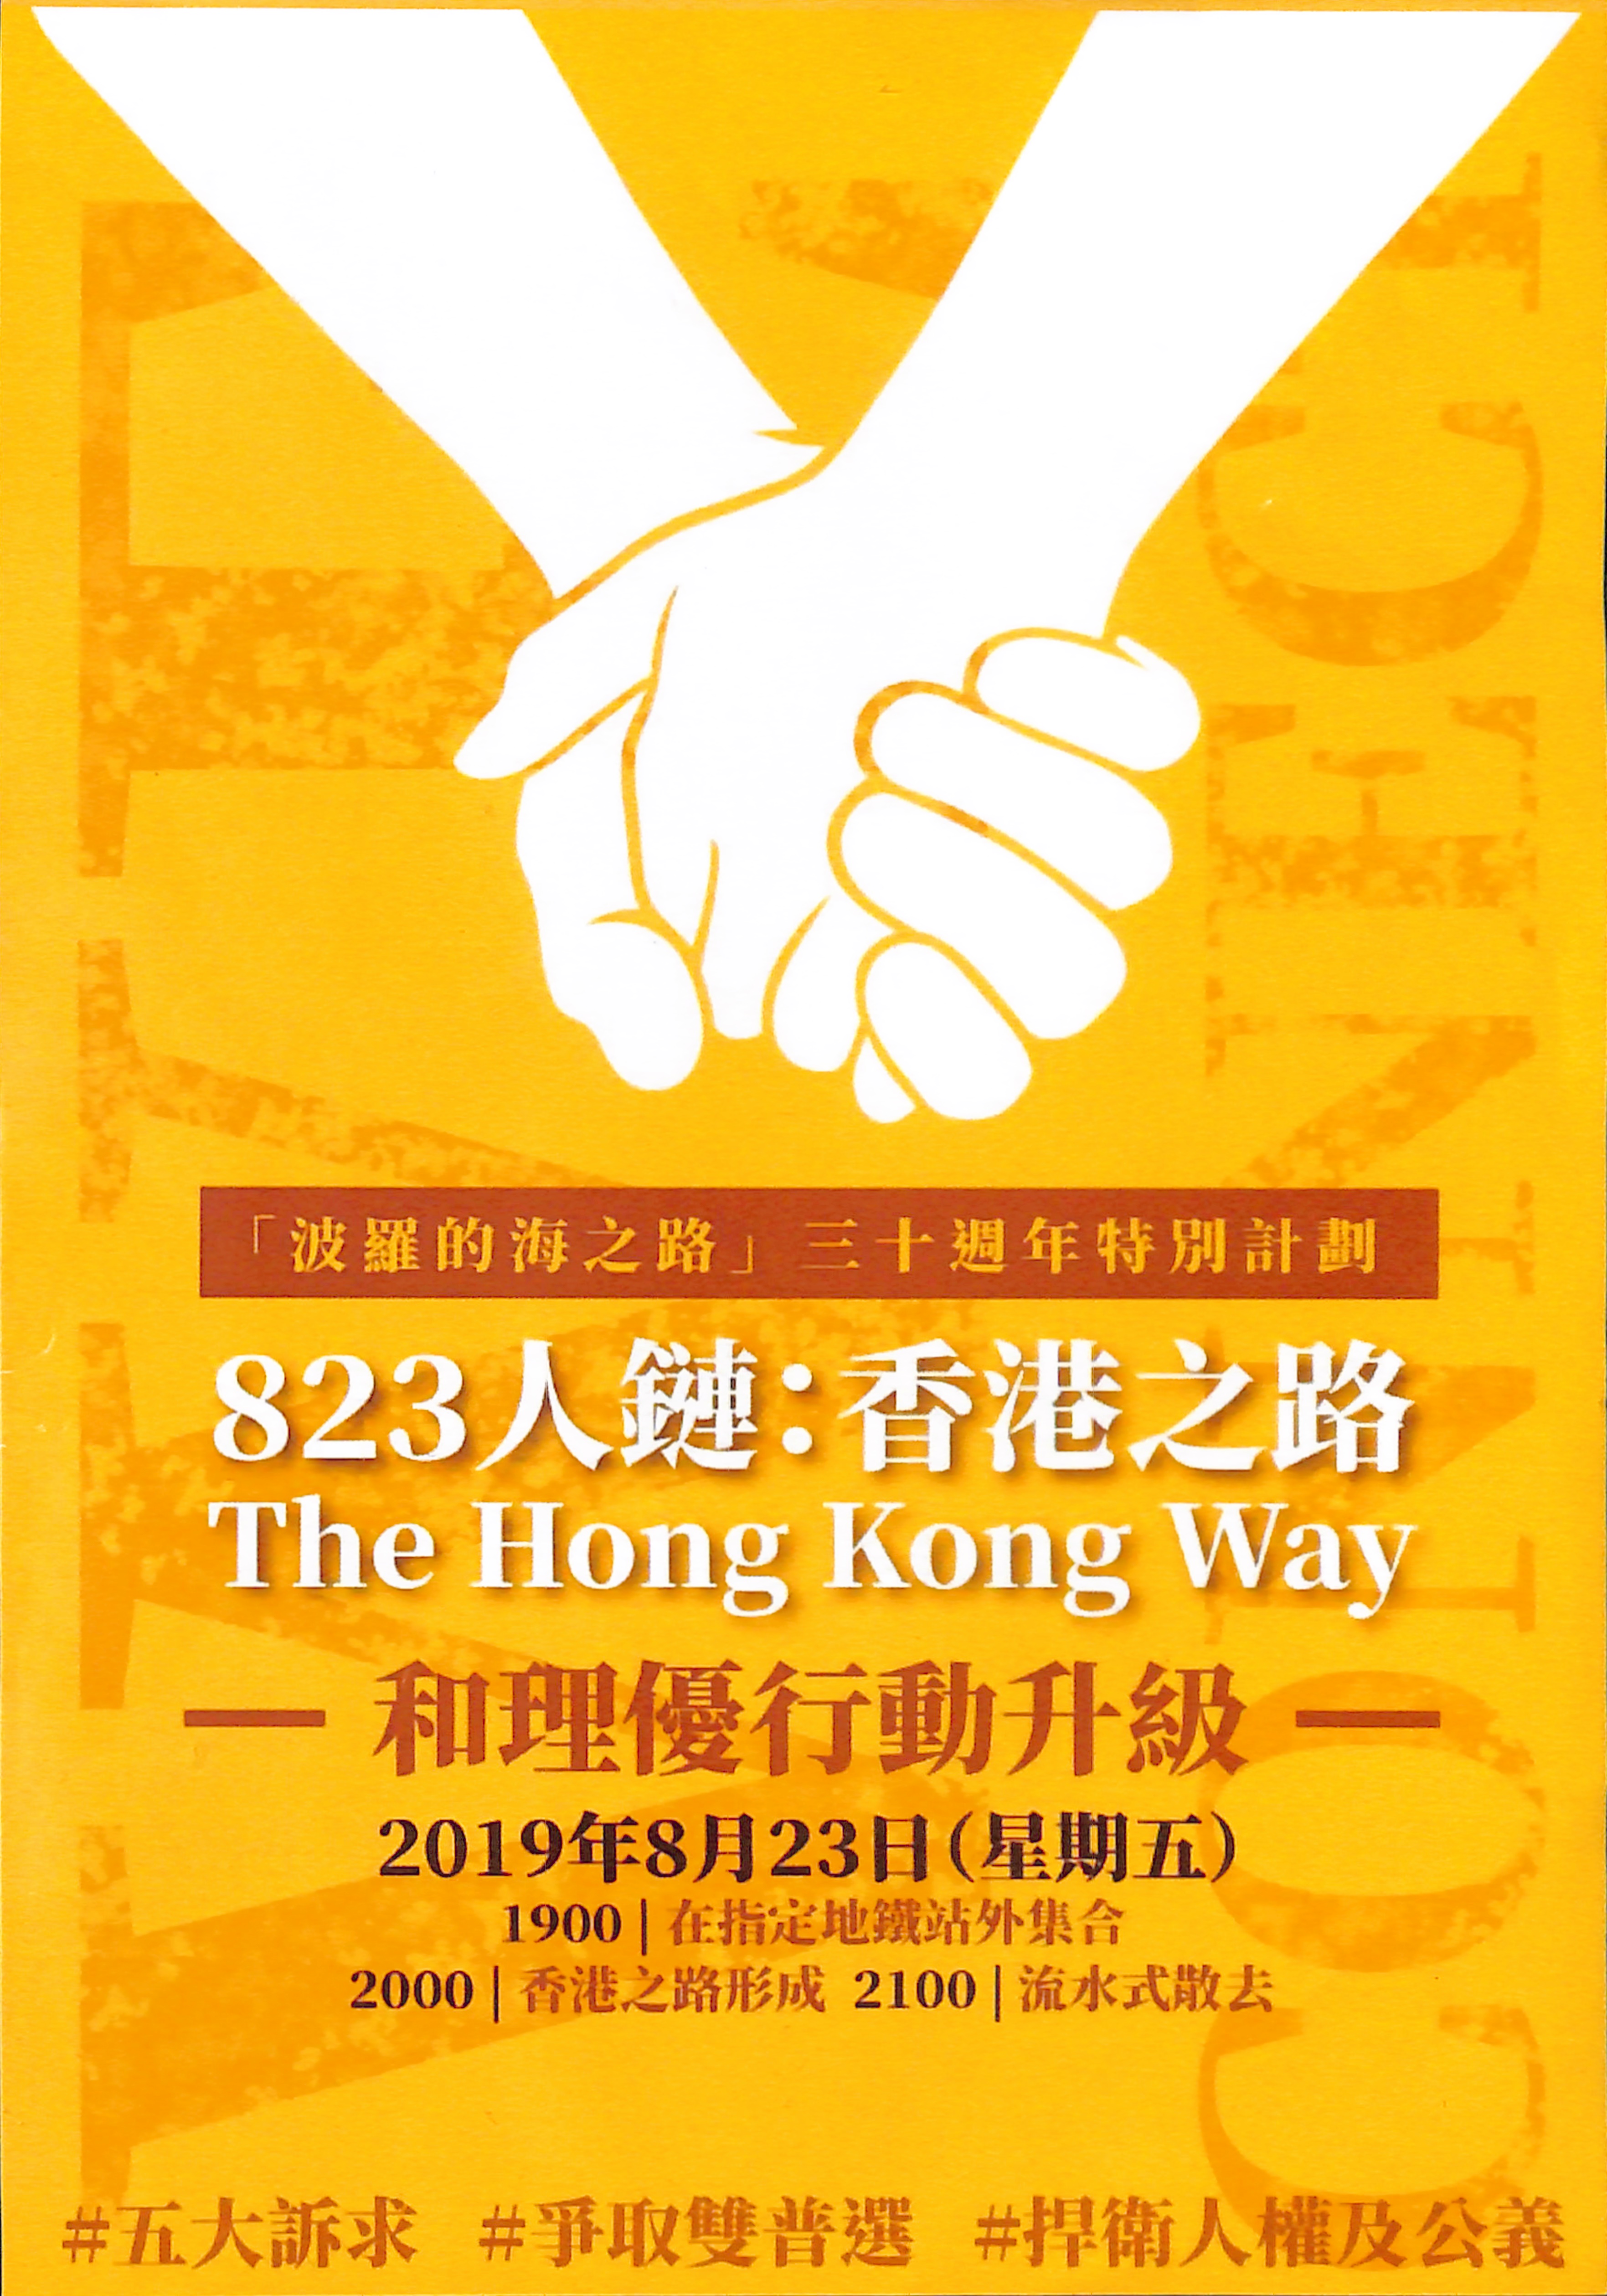 「波羅的海之路」三十週年特別計劃
823人鏈：香港之路
The Hong Kong Way
和理優行動升級
2019年8月23日（星期五）
1900｜在指定地鐵站外集合
2000｜香港之路形成 2100｜流水式散去
#五大訴求 #爭取雙普選 #捍衛人權及公義